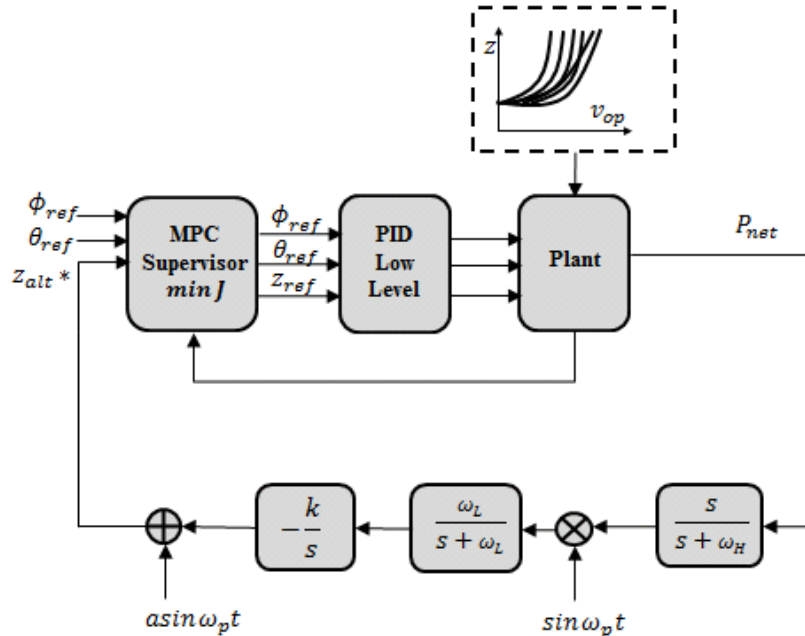 z
v_op
ϕ_ref
θ_ref
z_alt *
MPC
Supervisor
min J
ϕ_ref
θ_ref
z_ref
PID
Low
Level
Plant
P_net
−k/s
ω_L/(s + ω_L)
s/(s + ω_H)
asin ω_p t
sin ω_p t